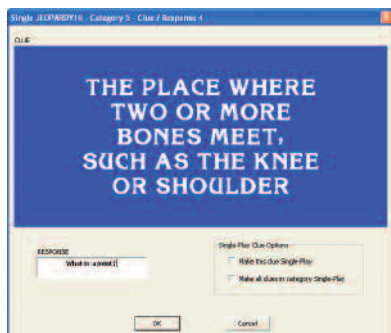 Single JEOPARDY!® - Category 5 - Clue / Response 4
CLUE
THE PLACE WHERE
TWO OR MORE
BONES MEET,
SUCH AS THE KNEE
OR SHOULDER
RESPONSE
What is a joint?
Single-Play Clue Options
Make this clue Single-Play
Make all clues in category Single-Play
OK
Cancel